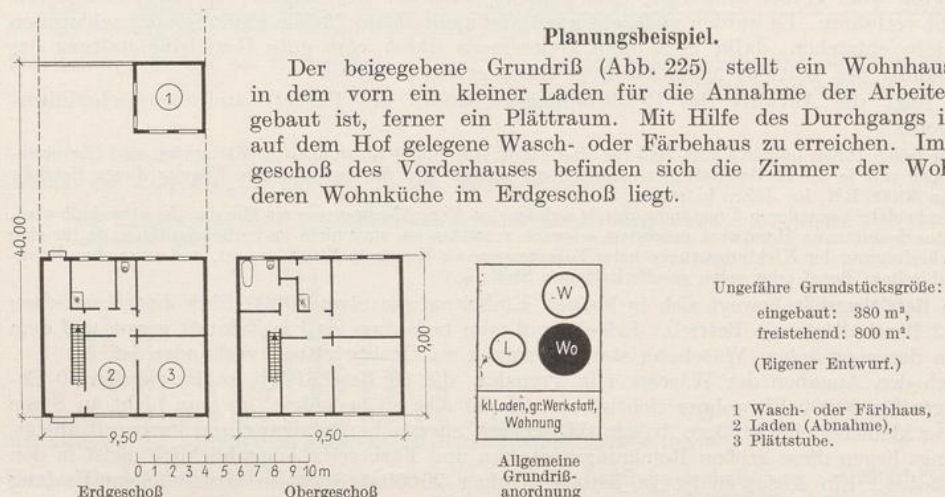 Planungsbeispiel.
Der beigegebene Grundriß (Abb. 225) stellt ein Wohnhaus
in dem vorn ein kleiner Laden für die Annahme der Arbeite
gebaut ist, ferner ein Plättraum. Mit Hilfe des Durchgangs i
auf dem Hof gelegene Wasch- oder Färbehaus zu erreichen. Im
geschoß des Vorderhauses befinden sich die Zimmer der Wo
deren Wohnküche im Erdgeschoß liegt.
1
40,00
2
3
9,50
9,50
9,00
0 1 2 3 4 5 6 7 8 9 10m
Erdgeschoß
Obergeschoß
W
L
Wo
kl. Laden, gr. Werkstatt,
Wohnung
Allgemeine
Grundriß-
anordnung
Ungefähre Grundstücksgröße:
eingebaut: 380 m²,
freistehend: 800 m².
(Eigener Entwurf.)
1 Wasch- oder Färbhaus,
2 Laden (Abnahme),
3 Plättstube.